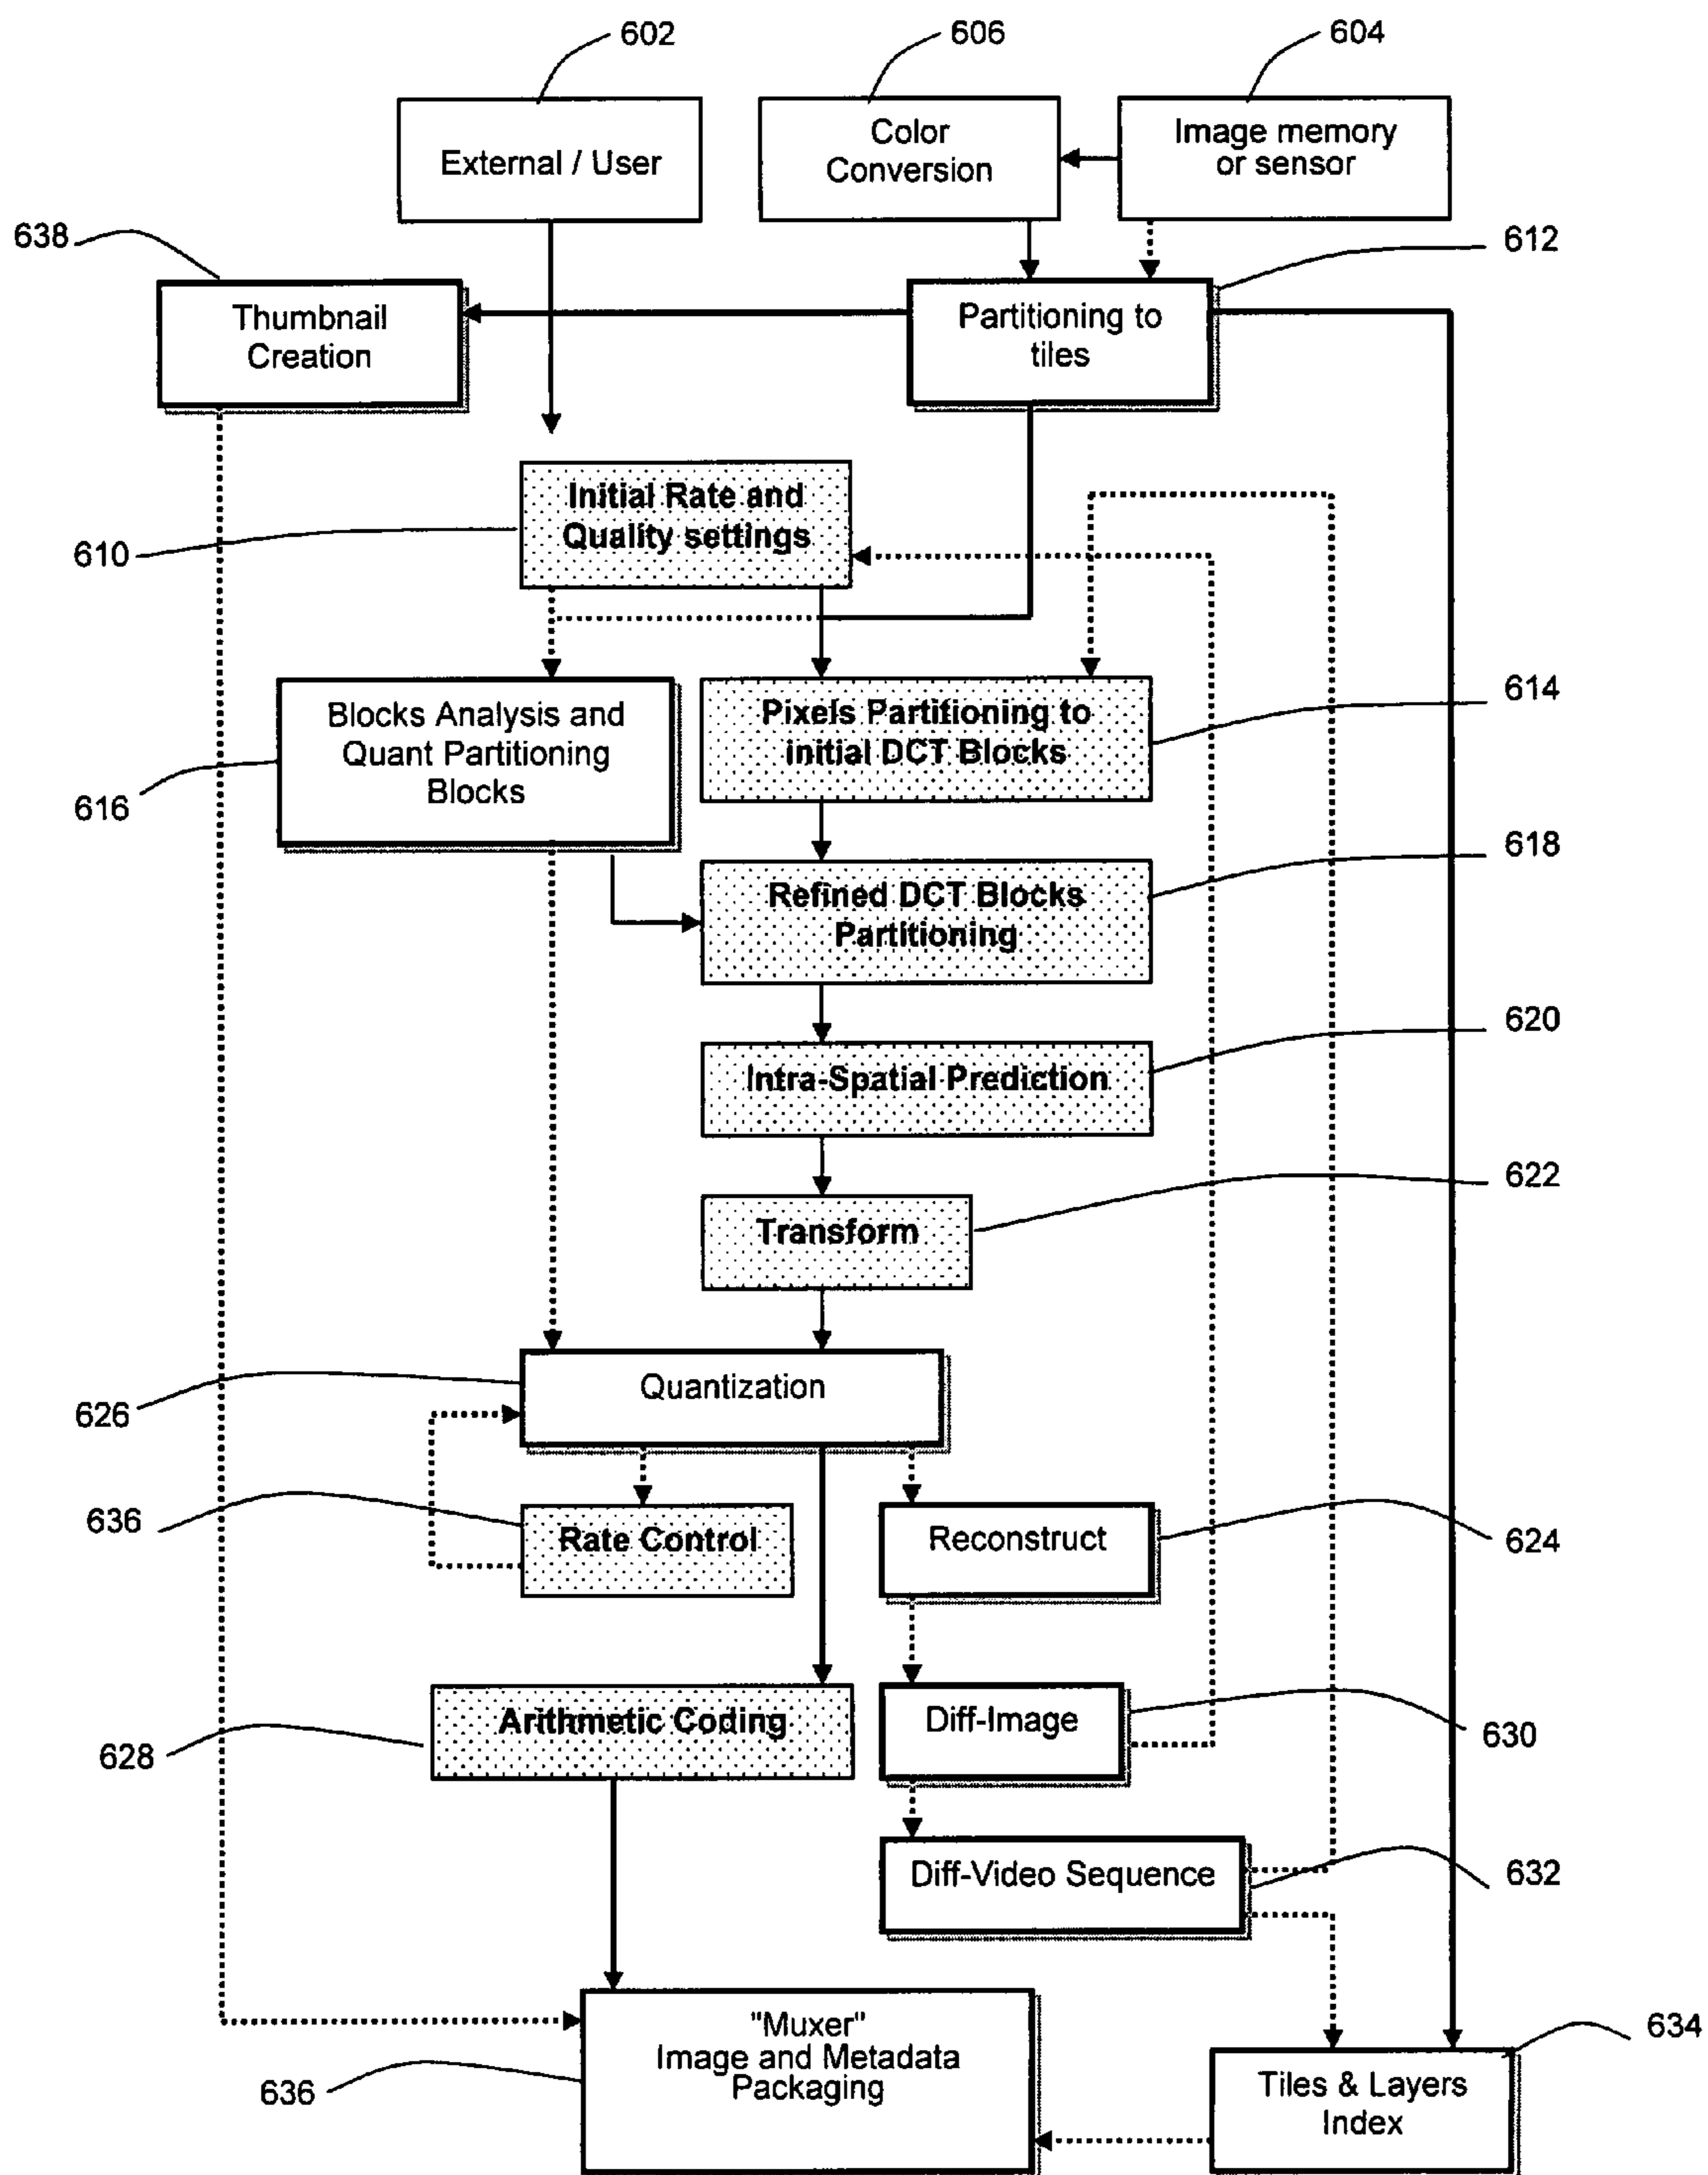 602
606
604
External / User
Color
Conversion
Image memory
or sensor
638
612
Thumbnail
Creation
Partitioning to
tiles
Initial Rate and
Quality settings
610
Blocks Analysis and
Quant Partitioning
Blocks
616
Pixels Partitioning to
initial DCT Blocks
614
Refined DCT Blocks
Partitioning
618
Intra-Spatial Prediction
620
Transform
622
Quantization
626
636
Rate Control
Reconstruct
624
Arithmetic Coding
628
Diff-Image
630
Diff-Video Sequence
632
"Muxer"
Image and Metadata
Packaging
636
634
Tiles & Layers
Index